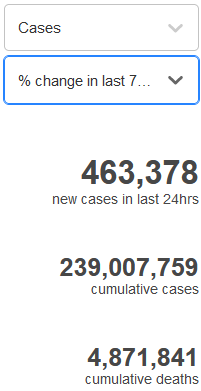 Cases
% change in last 7...
463,378
new cases in last 24hrs
239,007,759
cumulative cases
4,871,841
cumulative deaths